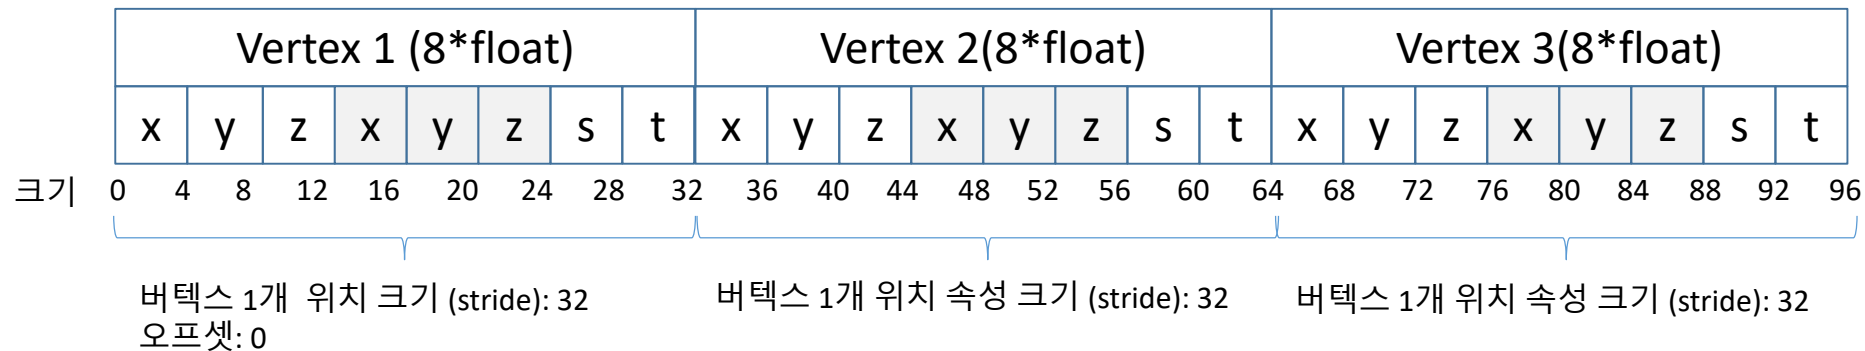 Vertex 1 (8*float) Vertex 2(8*float) Vertex 3(8*float)
x y z x y z s t x y z x y z s t x y z x y z s t
크기 0 4 8 12 16 20 24 28 32 36 40 44 48 52 56 60 64 68 72 76 80 84 88 92 96
버텍스 1개 위치 크기 (stride): 32
오프셋: 0
버텍스 1개 위치 속성 크기 (stride): 32
버텍스 1개 위치 속성 크기 (stride): 32